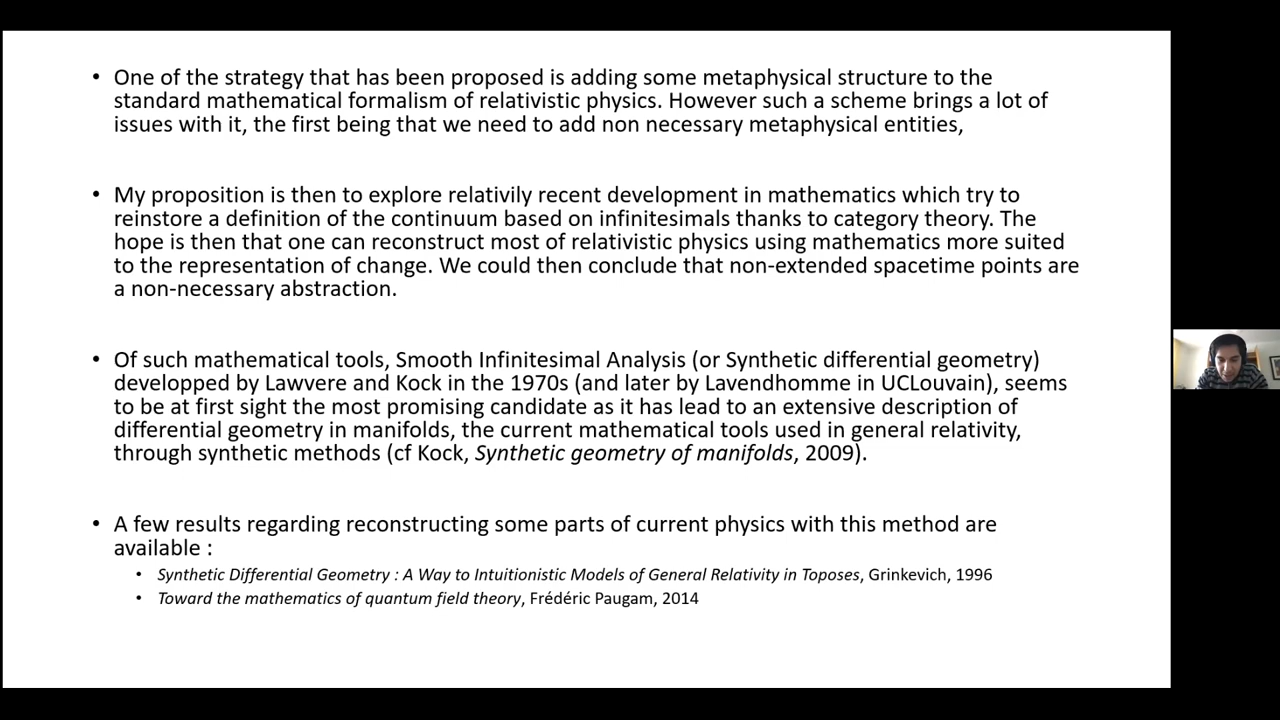 • One of the strategy that has been proposed is adding some metaphysical structure to the
standard mathematical formalism of relativistic physics. However such a scheme brings a lot of
issues with it, the first being that we need to add non necessary metaphysical entities,
• My proposition is then to explore relativily recent development in mathematics which try to
reinstore a definition of the continuum based on infinitesimals thanks to category theory. The
hope is then that one can reconstruct most of relativistic physics using mathematics more suited
to the representation of change. We could then conclude that non-extended spacetime points are
a non-necessary abstraction.
• Of such mathematical tools, Smooth Infinitesimal Analysis (or Synthetic differential geometry)
developped by Lawvere and Kock in the 1970s (and later by Lavendhomme in UCLouvain), seems
to be at first sight the most promising candidate as it has lead to an extensive description of
differential geometry in manifolds, the current mathematical tools used in general relativity,
through synthetic methods (cf Kock, Synthetic geometry of manifolds, 2009).
• A few results regarding reconstructing some parts of current physics with this method are
available :
• Synthetic Differential Geometry : A Way to Intuitionistic Models of General Relativity in Toposes, Grinkevich, 1996
• Toward the mathematics of quantum field theory, Frédéric Paugam, 2014